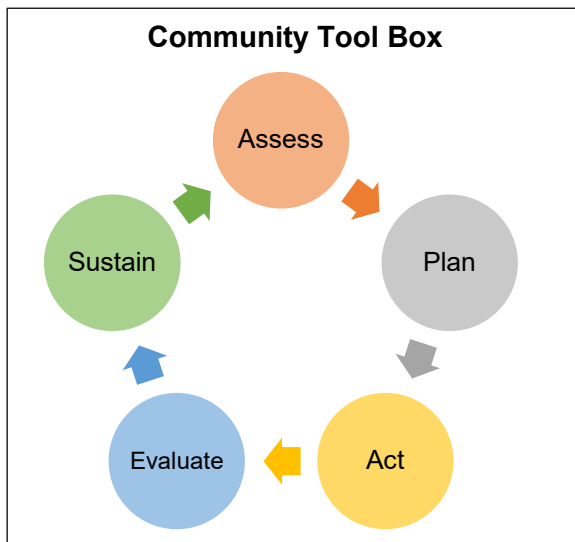 Community Tool Box
Assess
Plan
Act
Evaluate
Sustain